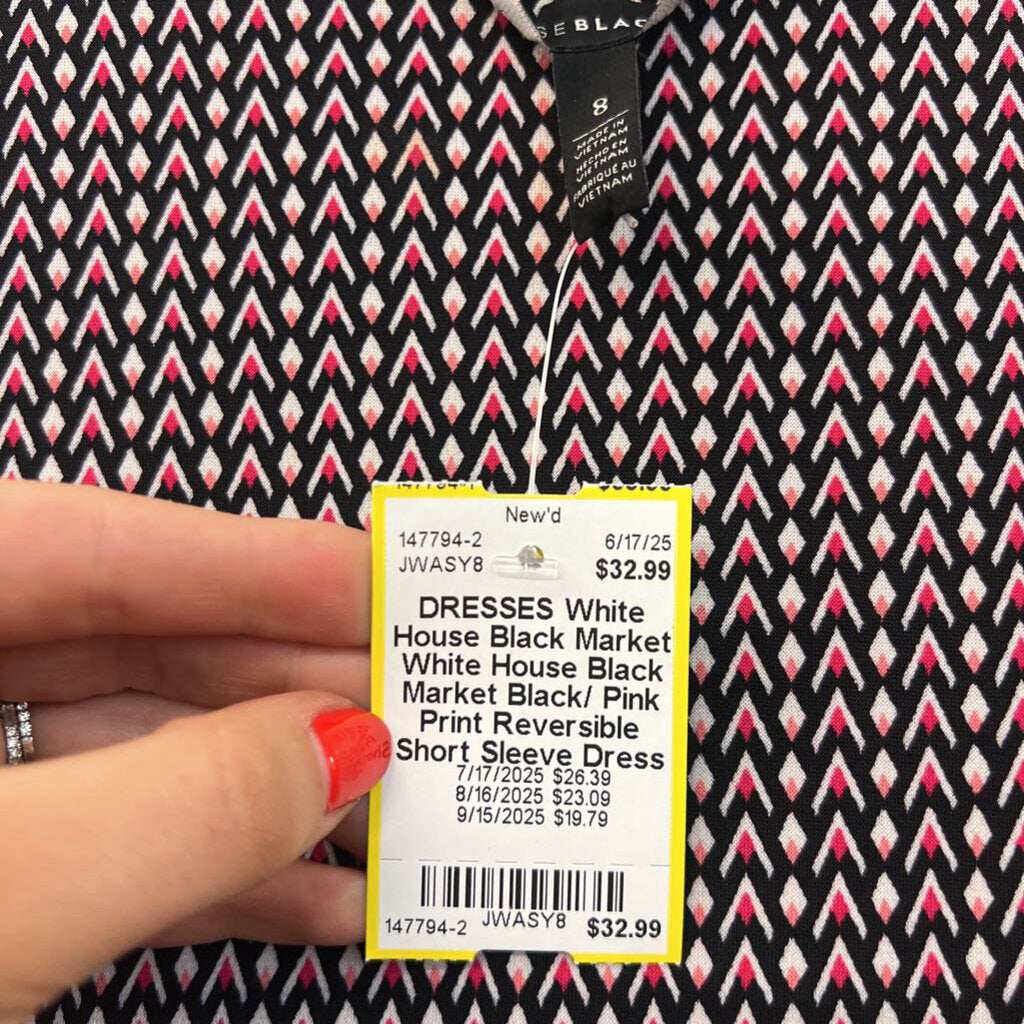 SE BLAC
8
MADE IN
VIETNAM
HECHO EN
VIETNAM
FABRIQUÉ AU
VIETNAM
New'd
147794-2 6/17/25
JWASY8 $32.99
DRESSES White
House Black Market
White House Black
Market Black/ Pink
Print Reversible
Short Sleeve Dress
7/17/2025 $26.39
8/16/2025 $23.09
9/15/2025 $19.79
147794-2 JWASY8 $32.99